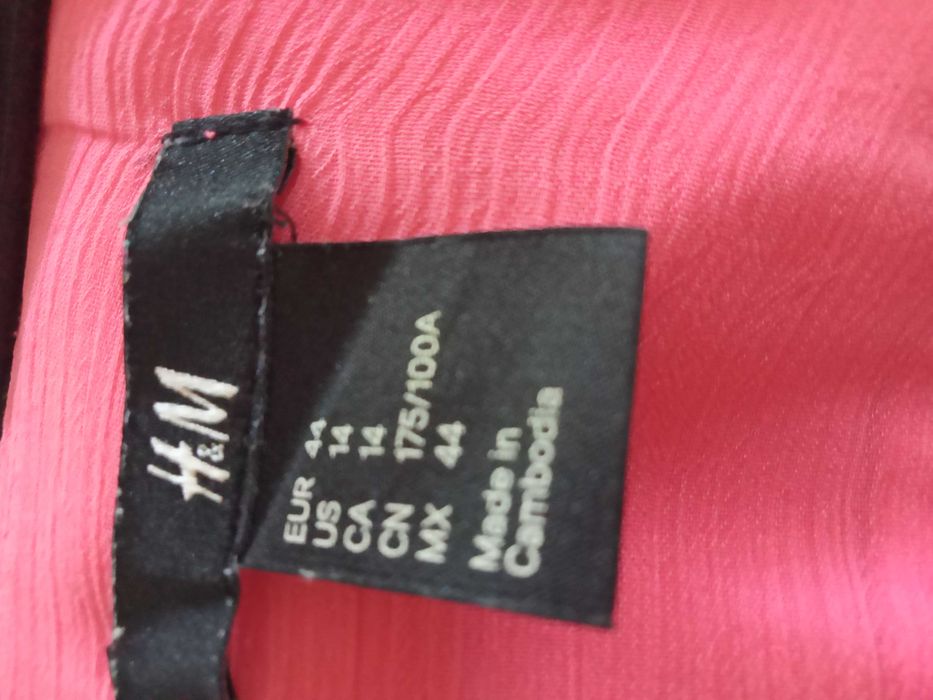 H&M
EUR 44
US 14
CA 14
CN 175/100A
MX 44
Made in
Cambodia